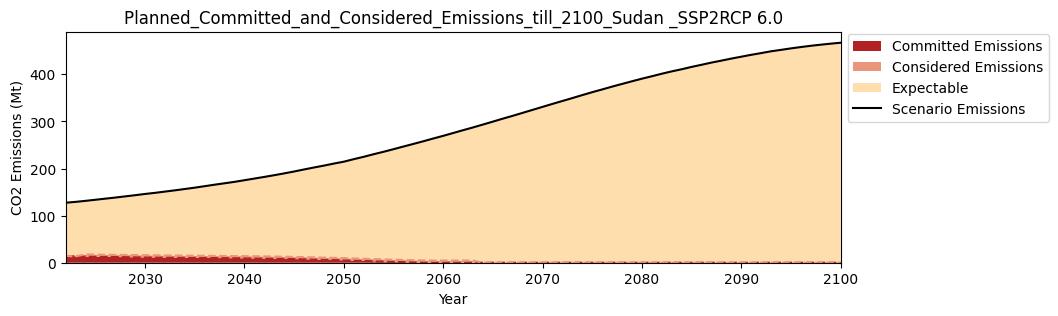 Planned_Committed_and_Considered_Emissions_till_2100_Sudan _SSP2RCP 6.0
CO2 Emissions (Mt)
400
300
200
100
0
2030
2040
2050
2060
2070
2080
2090
2100
Year
Committed Emissions
Considered Emissions
Expectable
Scenario Emissions